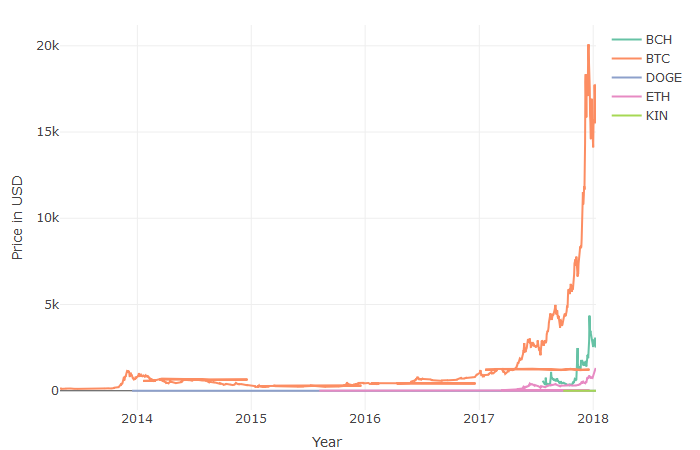 20k
15k
10k
5k
0
Price in USD
2014 2015 2016 2017 2018
Year
BCH
BTC
DOGE
ETH
KIN